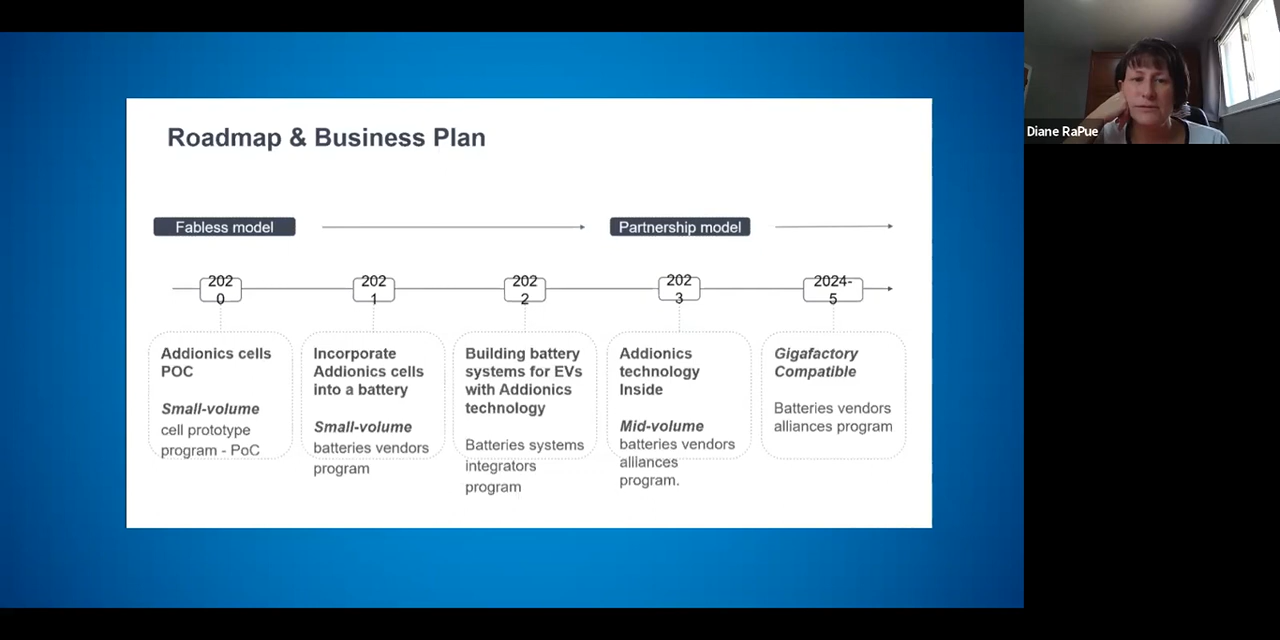 Roadmap & Business Plan
Fabless model
Partnership model
202
0
202
1
202
2
202
3
2024-
5
Addionics cells
POC
Small-volume
cell prototype
program - PoC
Incorporate
Addionics cells
into a battery
Small-volume
batteries vendors
program
Building battery
systems for EVs
with Addionics
technology
Batteries systems
integrators
program
Addionics
technology
Inside
Mid-volume
batteries vendors
alliances
program.
Gigafactory
Compatible
Batteries vendors
alliances program
Diane RaPue